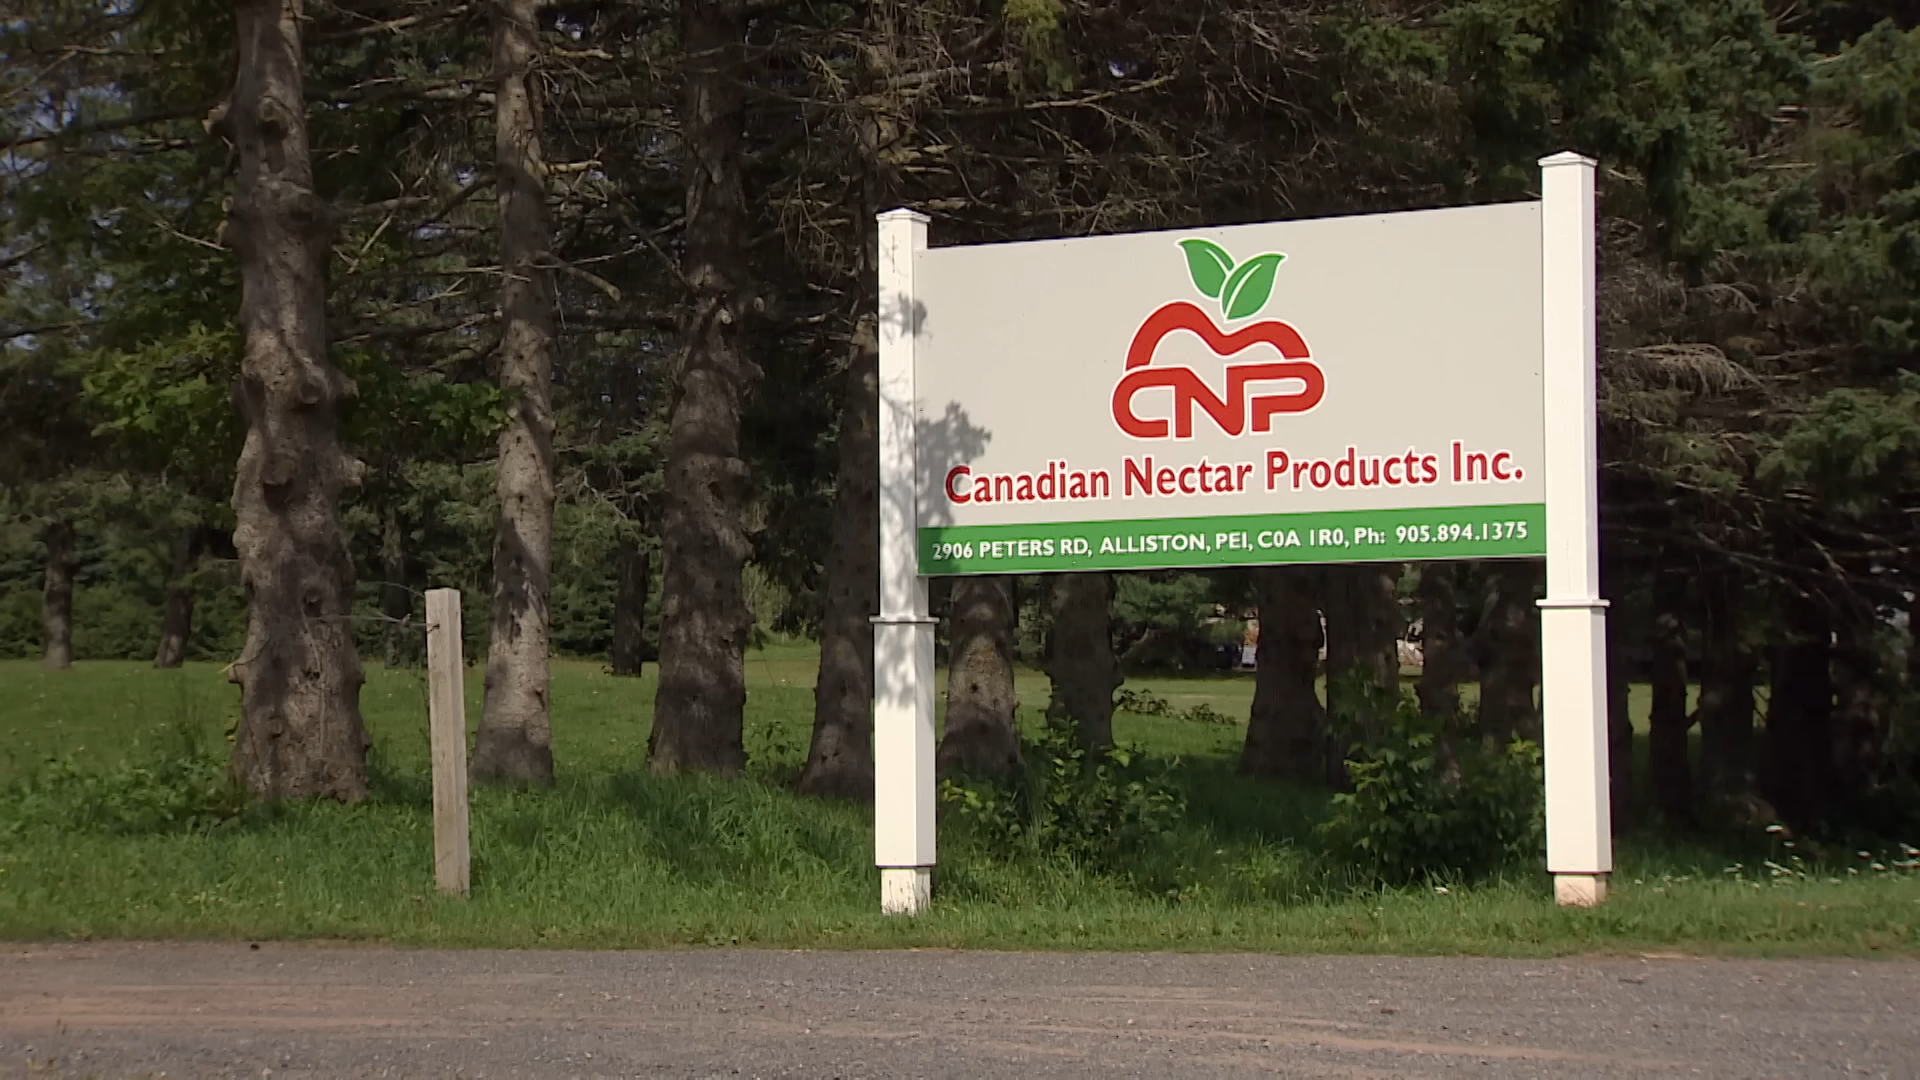 CNP
Canadian Nectar Products Inc.
2906 PETERS RD, ALLISTON, PEI, C0A 1R0, Ph: 905.894.1375